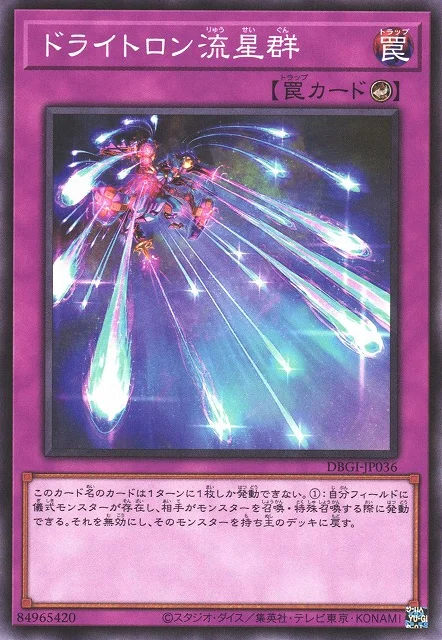 ドライトロン流星群
りゅうせいぐん
罠
トラップ
【罠カード】
トラップ
DBGI-JP036
このカード名のカードは1ターンに1枚しか発動できない。①:自分フィールドに
儀式モンスターが存在し、相手がモンスターを召喚・特殊召喚する際に発動
できる。それを無効にし、そのモンスターを持ち主のデッキに戻す。
84965420
©スタジオ・ダイス/集英社・テレビ東京・KONAMI